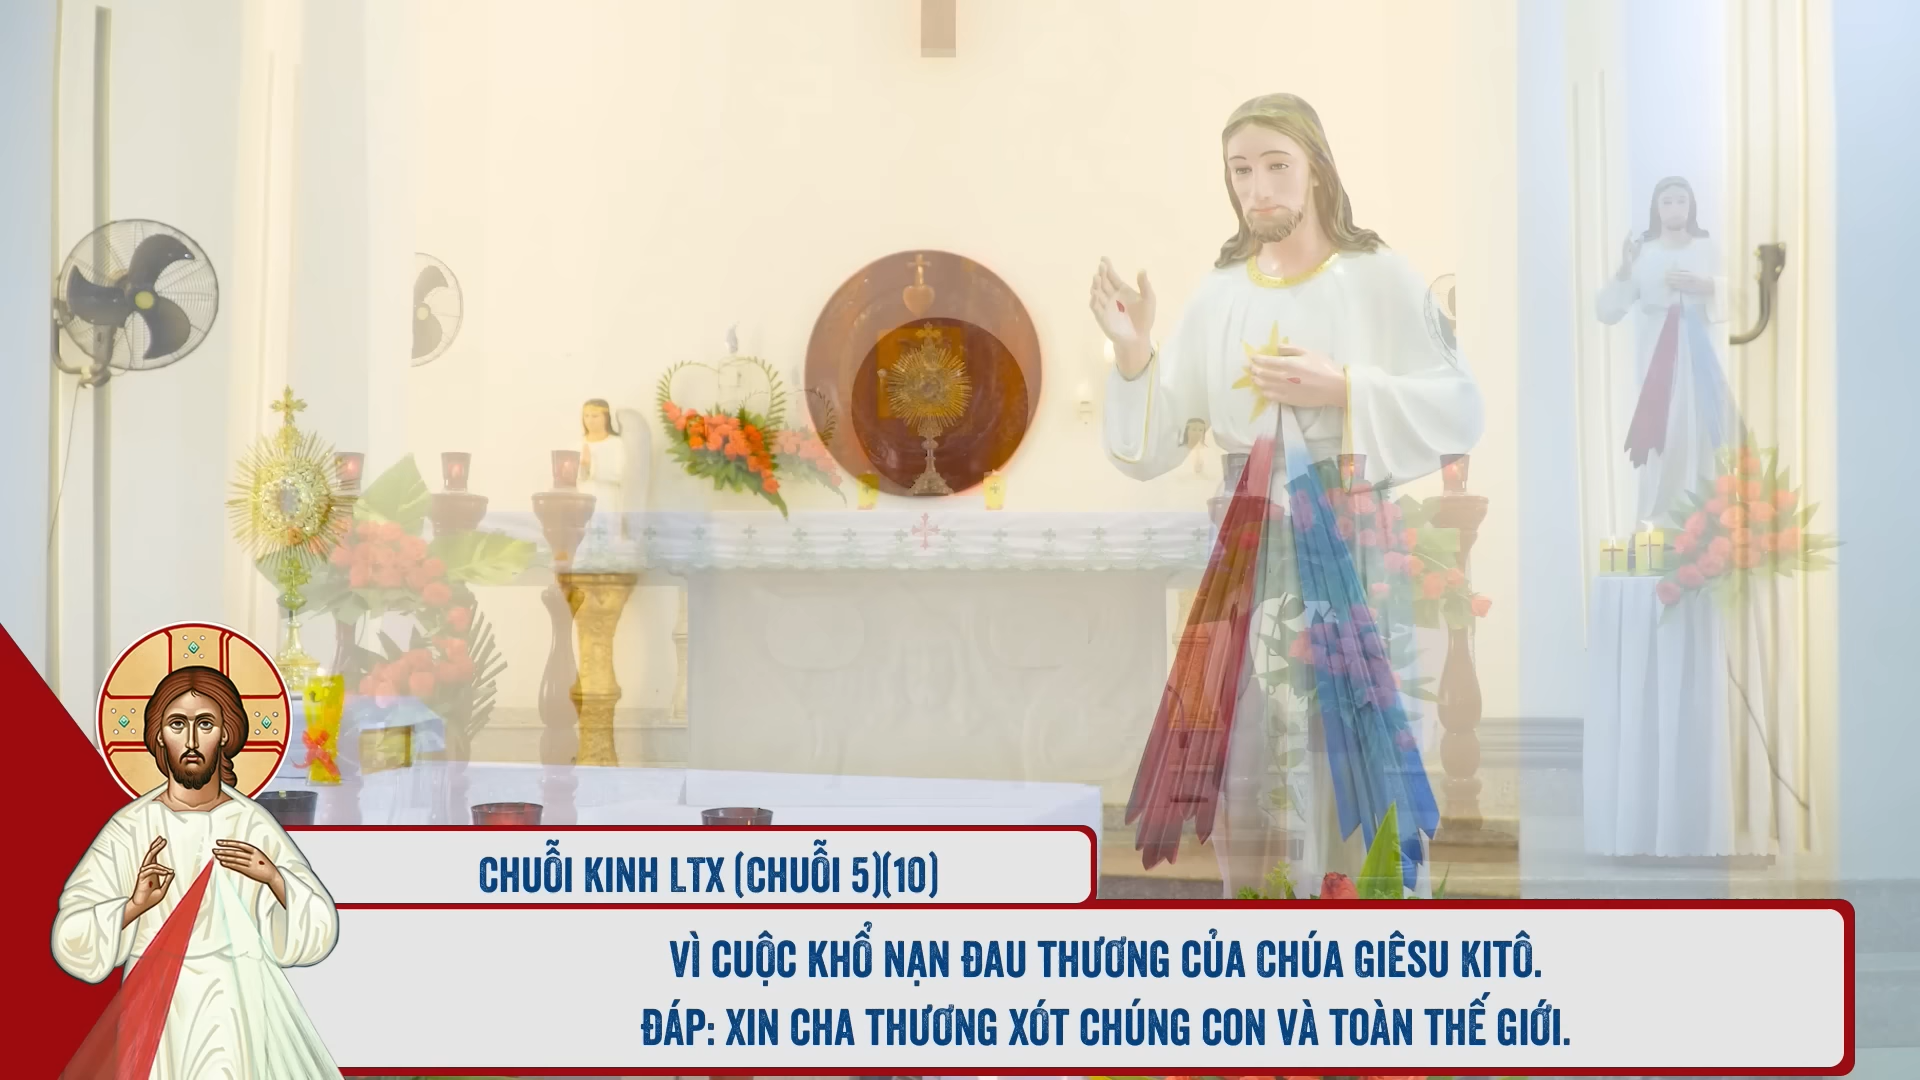 CHUỖI KINH LTX (CHUỖI 5)(10)
VÌ CUỘC KHỔ NẠN ĐAU THƯƠNG CỦA CHÚA GIÊSU KITÔ.
ĐÁP: XIN CHA THƯƠNG XÓT CHÚNG CON VÀ TOÀN THẾ GIỚI.